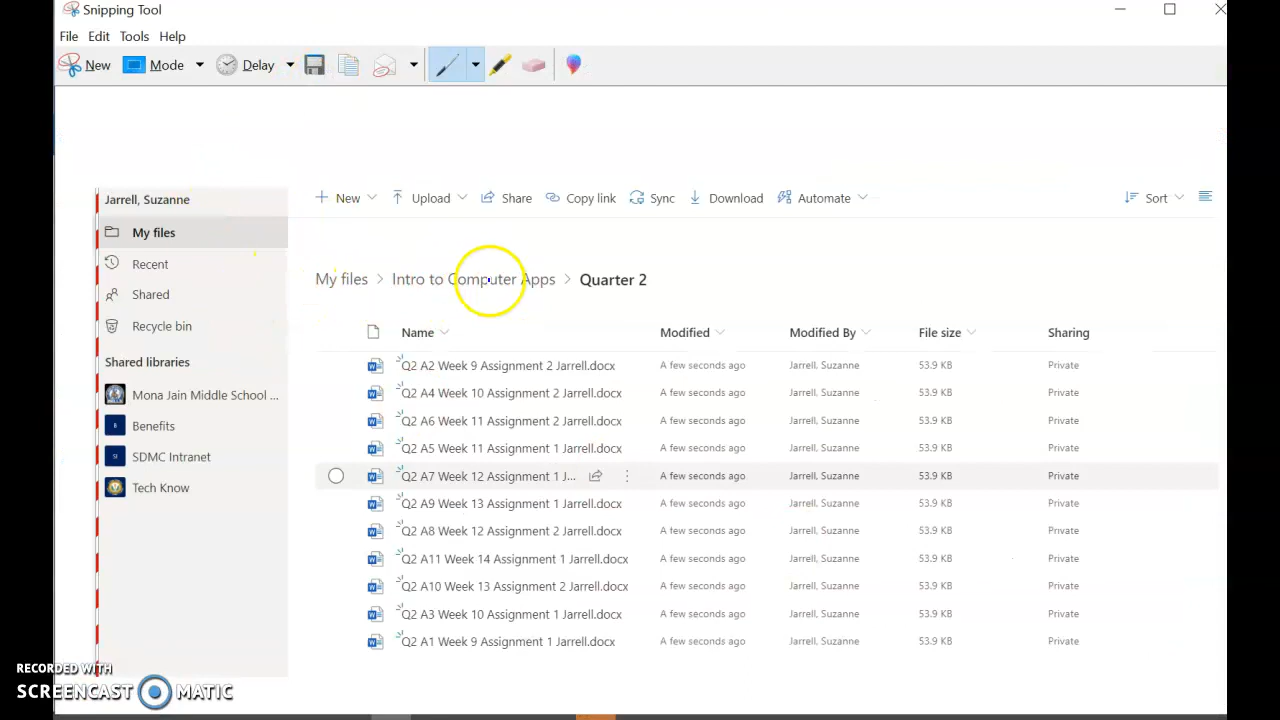 Snipping Tool
File Edit Tools Help
New Mode Delay
Jarrell, Suzanne
My files
Recent
Shared
Recycle bin
Shared libraries
Mona Jain Middle School ...
Benefits
SDMC Intranet
Tech Know
New Upload Share Copy link Sync Download Automate Sort
My files > Intro to Computer Apps > Quarter 2
Name Modified Modified By File size Sharing
Q2 A2 Week 9 Assignment 2 Jarrell.docx A few seconds ago Jarrell, Suzanne 53.9 KB Private
Q2 A4 Week 10 Assignment 2 Jarrell.docx A few seconds ago Jarrell, Suzanne 53.9 KB Private
Q2 A6 Week 11 Assignment 2 Jarrell.docx A few seconds ago Jarrell, Suzanne 53.9 KB Private
Q2 A5 Week 11 Assignment 1 Jarrell.docx A few seconds ago Jarrell, Suzanne 53.9 KB Private
Q2 A7 Week 12 Assignment 1 J... A few seconds ago Jarrell, Suzanne 53.9 KB Private
Q2 A9 Week 13 Assignment 1 Jarrell.docx A few seconds ago Jarrell, Suzanne 53.9 KB Private
Q2 A8 Week 12 Assignment 2 Jarrell.docx A few seconds ago Jarrell, Suzanne 53.9 KB Private
Q2 A11 Week 14 Assignment 1 Jarrell.docx A few seconds ago Jarrell, Suzanne 53.9 KB Private
Q2 A10 Week 13 Assignment 2 Jarrell.docx A few seconds ago Jarrell, Suzanne 53.9 KB Private
Q2 A3 Week 10 Assignment 1 Jarrell.docx A few seconds ago Jarrell, Suzanne 53.9 KB Private
Q2 A1 Week 9 Assignment 1 Jarrell.docx A few seconds ago Jarrell, Suzanne 53.9 KB Private
RECORDED WITH
SCREENCAST MATIC